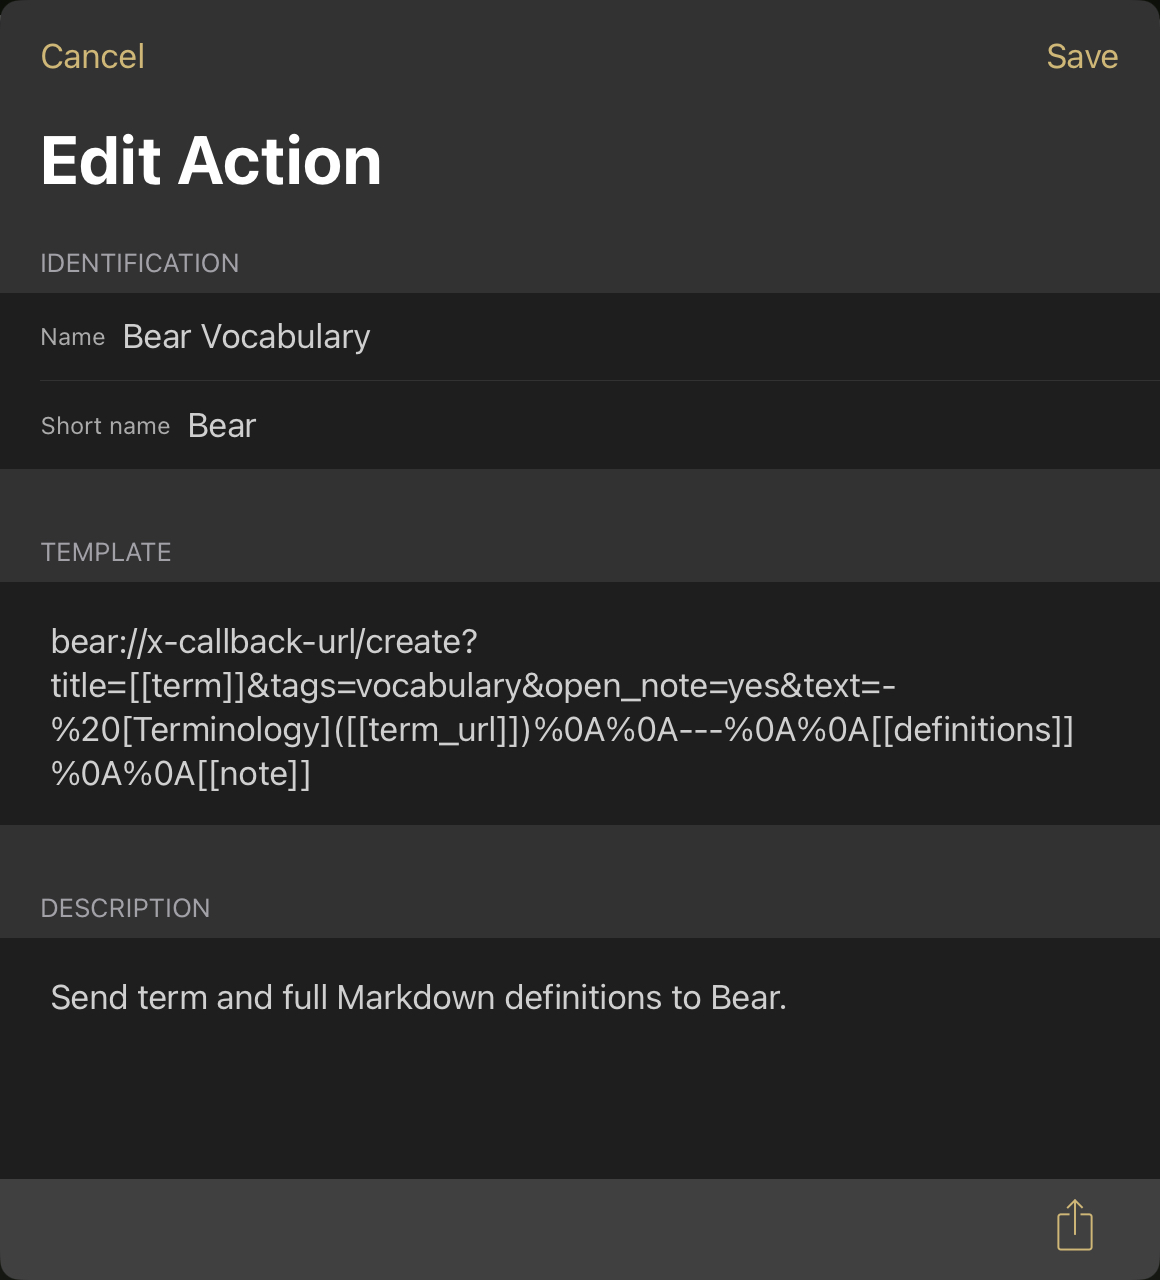 Cancel
Save
Edit Action
IDENTIFICATION
Name Bear Vocabulary
Short name Bear
TEMPLATE
bear://x-callback-url/create?
title=[[term]]&tags=vocabulary&open_note=yes&text=-
%20[Terminology]([[term_url]])%0A%0A---%0A%0A[[definitions]]
%0A%0A[[note]]
DESCRIPTION
Send term and full Markdown definitions to Bear.